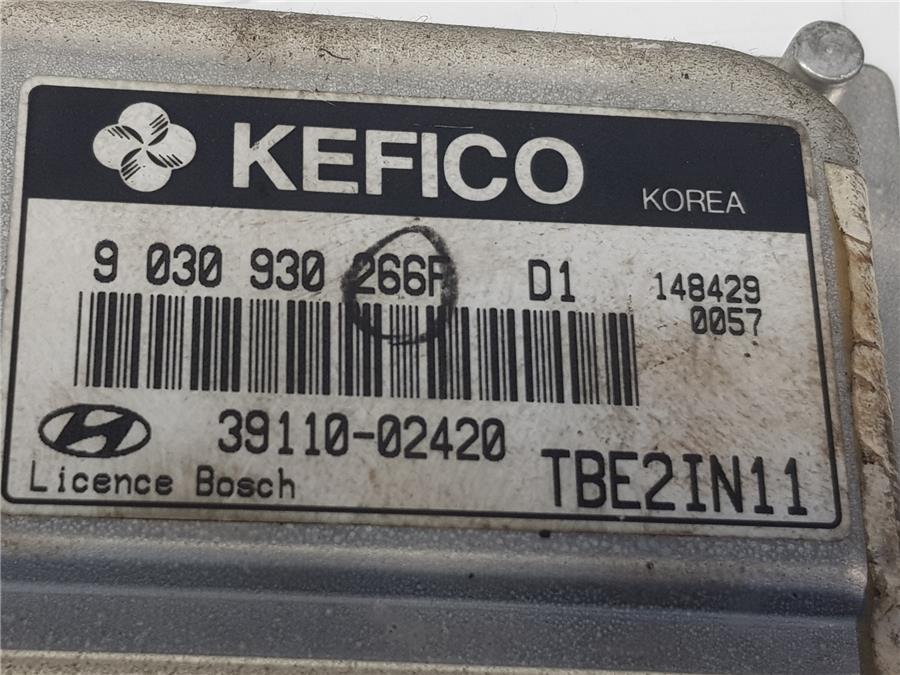 KEFICO KOREA
9 030 930 266F D1 148429
0057
39110-02420
Licence Bosch TBE2IN11